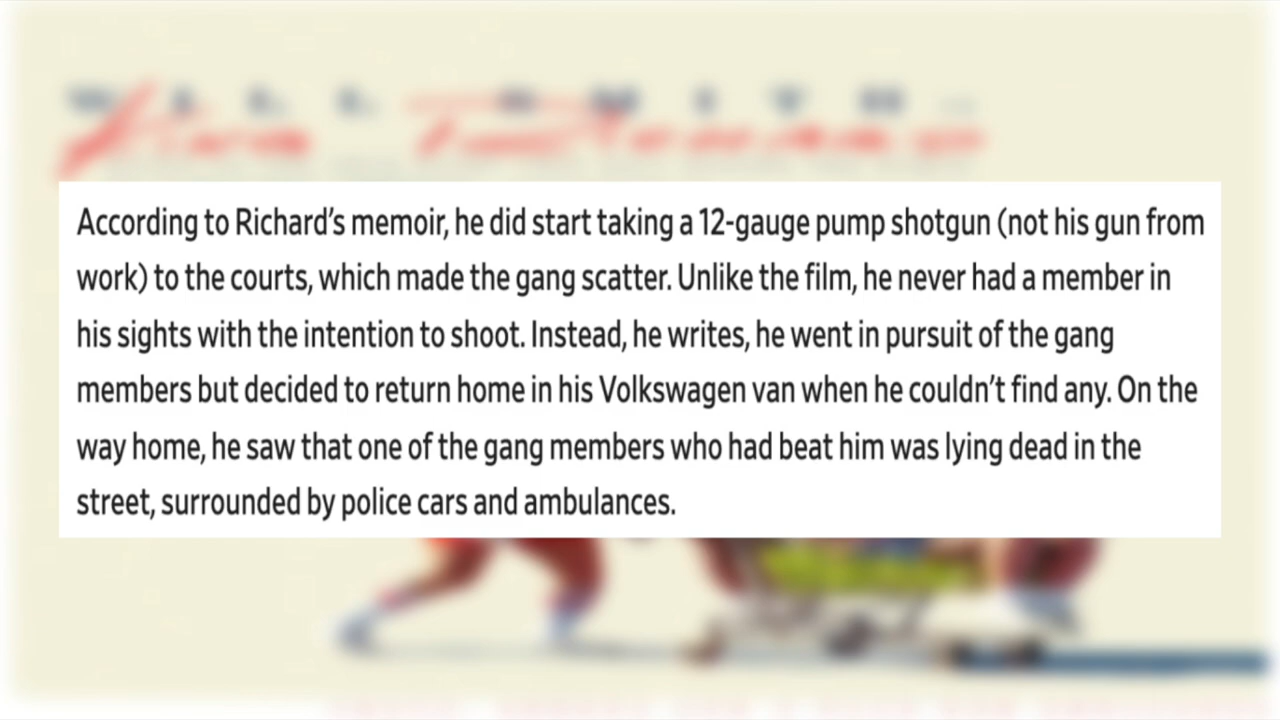 W I L L S M I T H
According to Richard’s memoir, he did start taking a 12-gauge pump shotgun (not his gun from
work) to the courts, which made the gang scatter. Unlike the film, he never had a member in
his sights with the intention to shoot. Instead, he writes, he went in pursuit of the gang
members but decided to return home in his Volkswagen van when he couldn’t find any. On the
way home, he saw that one of the gang members who had beat him was lying dead in the
street, surrounded by police cars and ambulances.